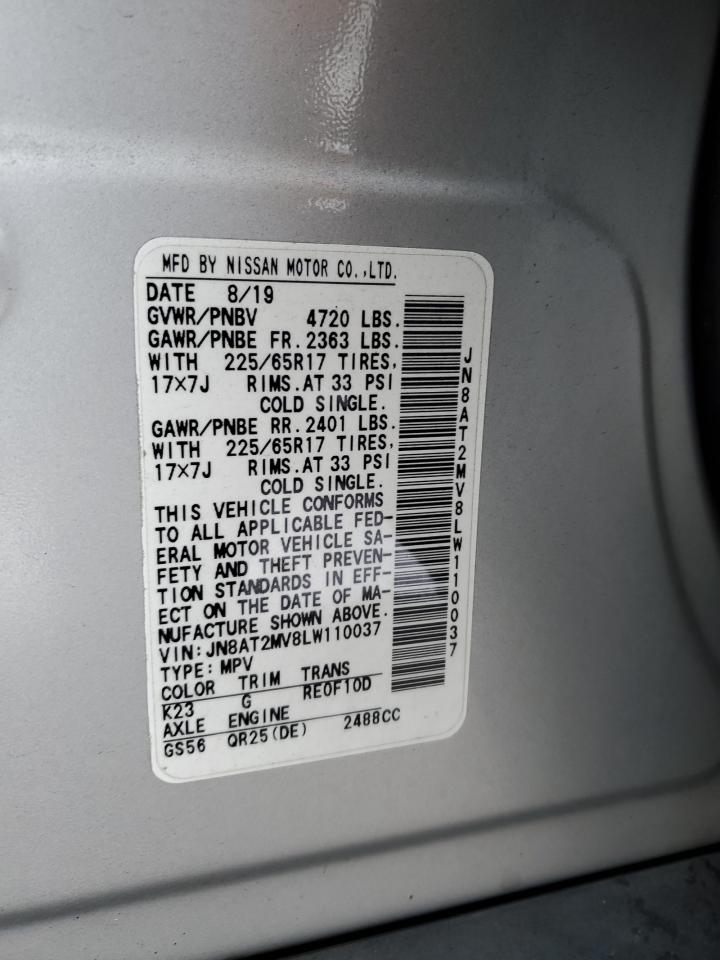 MFD BY NISSAN MOTOR CO.,LTD.
DATE 8/19
GVWR/PNBV 4720 LBS.
GAWR/PNBE FR. 2363 LBS.
WITH 225/65R17 TIRES,
17×7J RIMS.AT 33 PSI
COLD SINGLE.
GAWR/PNBE RR. 2401 LBS.
WITH 225/65R17 TIRES,
17×7J RIMS.AT 33 PSI
COLD SINGLE.
THIS VEHICLE CONFORMS
TO ALL APPLICABLE FED-
ERAL MOTOR VEHICLE SA-
FETY AND THEFT PREVEN-
TION STANDARDS IN EFF-
ECT ON THE DATE OF MA-
NUFACTURE SHOWN ABOVE.
VIN:JN8AT2MV8LW110037
TYPE:MPV
COLOR TRIM TRANS
K23 G RE0F10D
AXLE ENGINE
GS56 QR25(DE) 2488CC
JN8AT2MV8LW110037